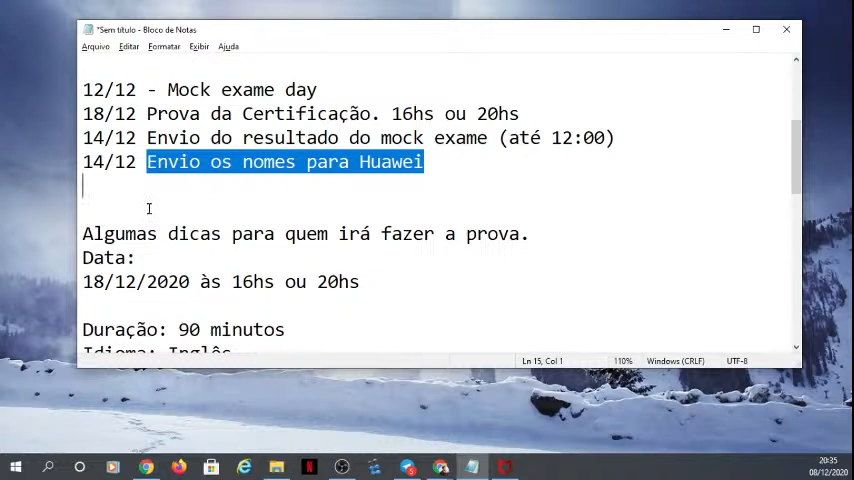 *Sem título - Bloco de Notas
Arquivo Editar Formatar Exibir Ajuda
12/12 - Mock exame day
18/12 Prova da Certificação. 16hs ou 20hs
14/12 Envio do resultado do mock exame (até 12:00)
14/12 Envio os nomes para Huawei
Algumas dicas para quem irá fazer a prova.
Data:
18/12/2020 às 16hs ou 20hs
Duração: 90 minutos
Idioma: Inglês
Ln 15, Col 1 110% Windows (CRLF) UTF-8
20:35
08/12/2020